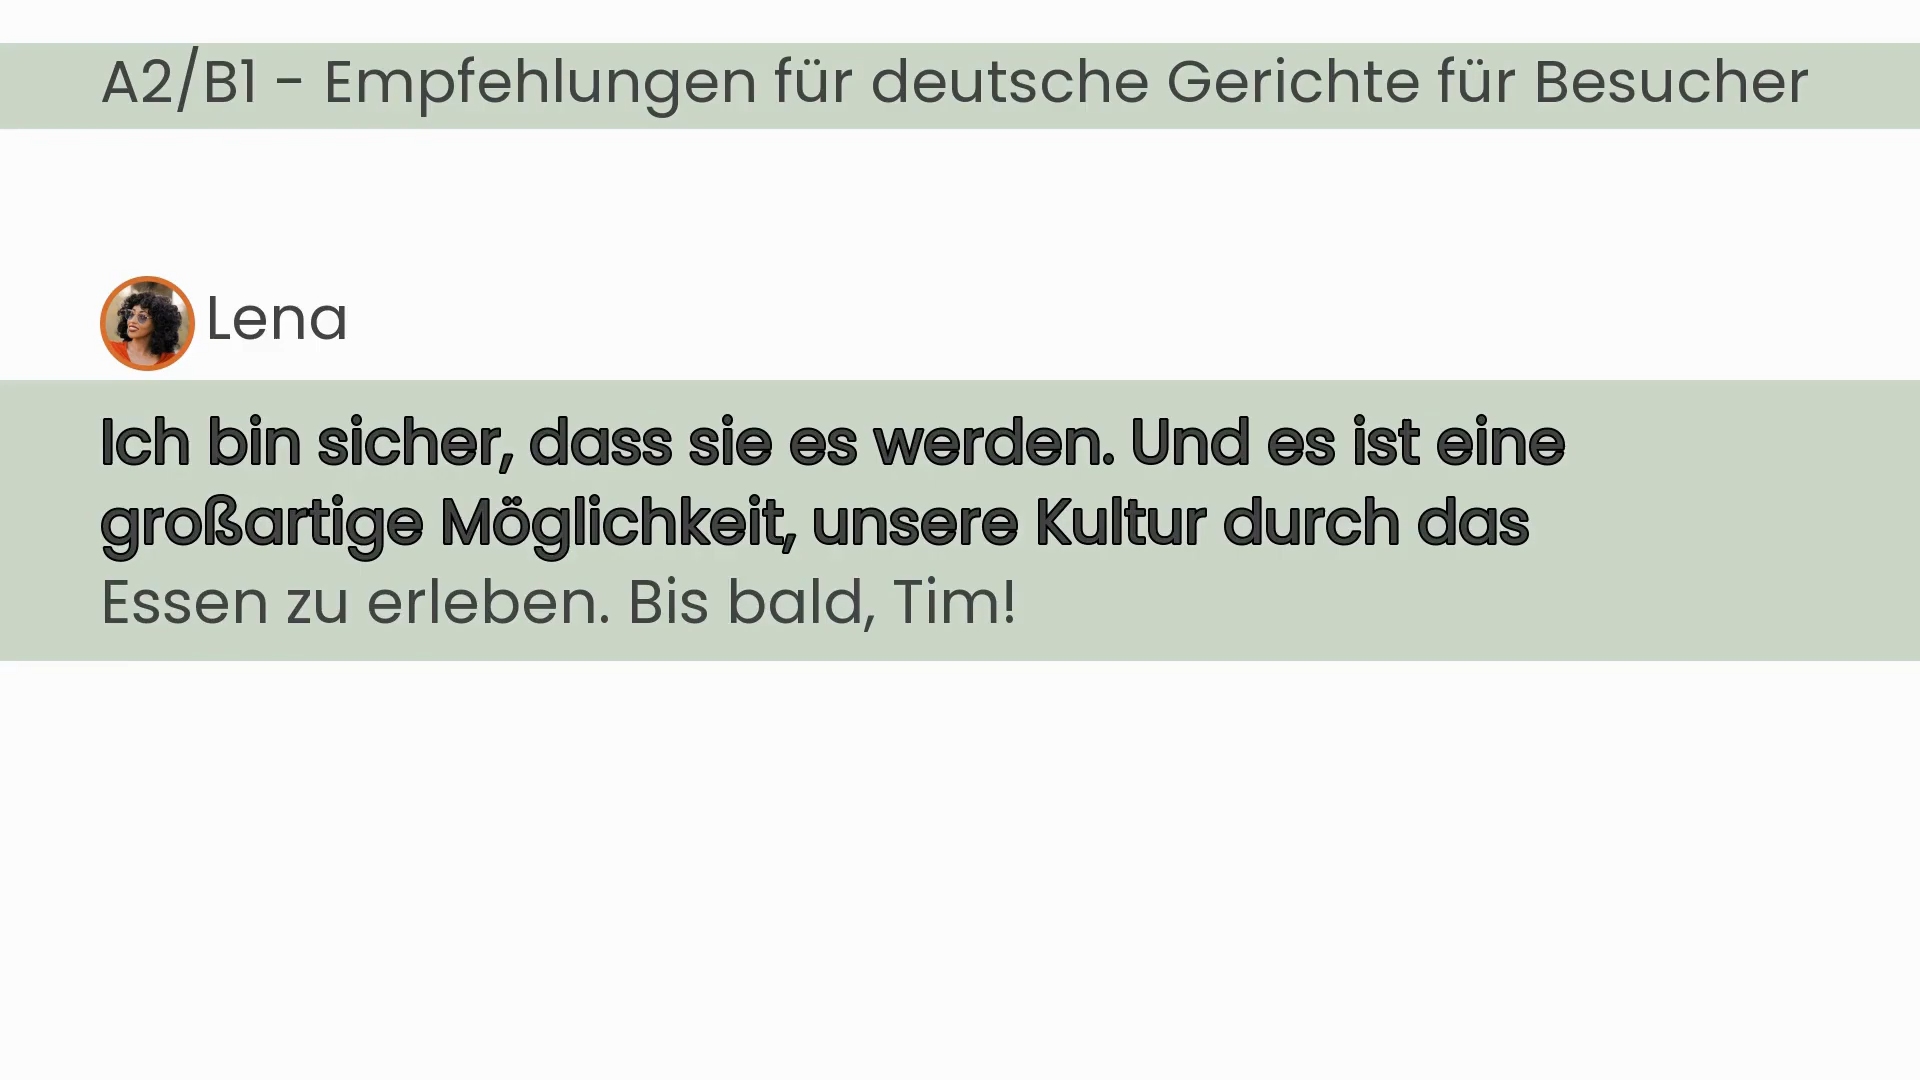 A2/B1 - Empfehlungen für deutsche Gerichte für Besucher
Lena
Ich bin sicher, dass sie es werden. Und es ist eine
großartige Möglichkeit, unsere Kultur durch das
Essen zu erleben. Bis bald, Tim!